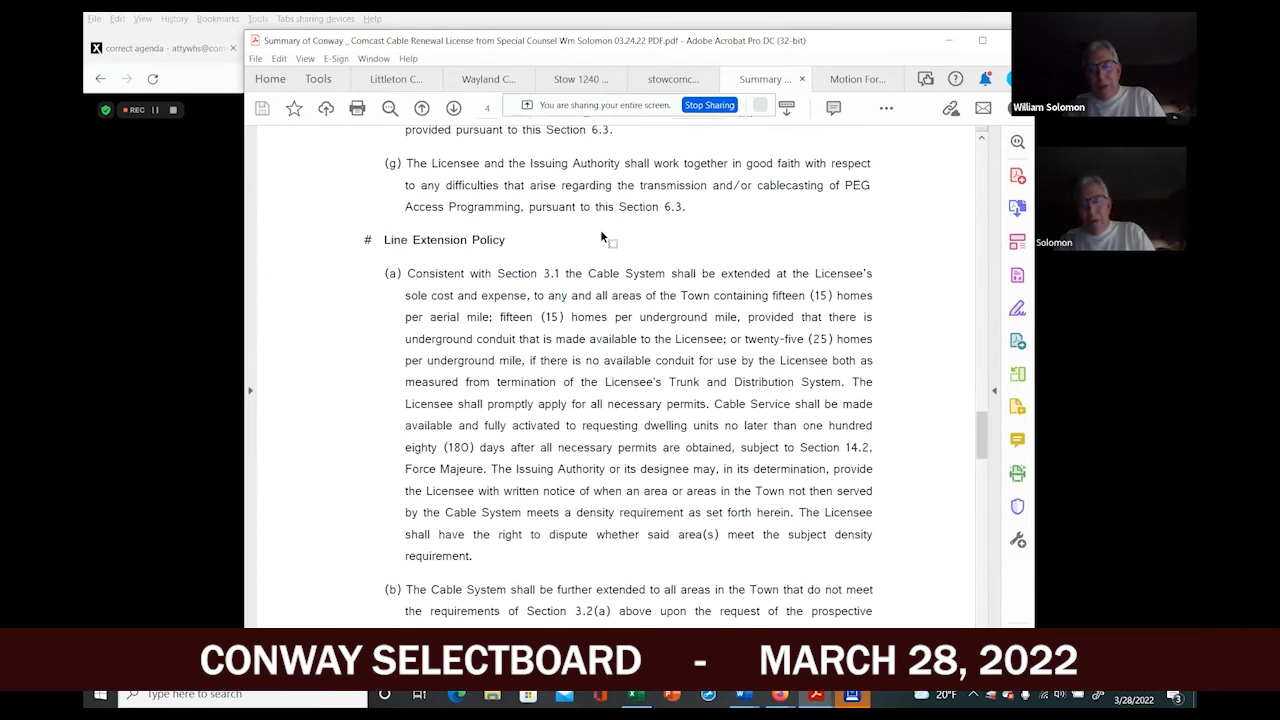 File Edit View History Bookmarks Tools Tabs sharing devices Help
Summary of Conway _ Comcast Cable Renewal License from Special Counsel Wm Solomon 03.24.22 PDF.pdf - Adobe Acrobat Pro DC (32-bit)
X correct agenda - attywhs@com
File Edit View E-Sign Window Help
Home Tools Littleton C... Wayland C... Stow 1240 ... stowcomc... Summary ... × Motion For...
REC
4 You are sharing your entire screen. Stop Sharing
William Solomon
Solomon
provided pursuant to this Section 6.3.
(g) The Licensee and the Issuing Authority shall work together in good faith with respect
to any difficulties that arise regarding the transmission and/or cablecasting of PEG
Access Programming, pursuant to this Section 6.3.
# Line Extension Policy
(a) Consistent with Section 3.1 the Cable System shall be extended at the Licensee's
sole cost and expense, to any and all areas of the Town containing fifteen (15) homes
per aerial mile; fifteen (15) homes per underground mile, provided that there is
underground conduit that is made available to the Licensee; or twenty-five (25) homes
per underground mile, if there is no available conduit for use by the Licensee both as
measured from termination of the Licensee's Trunk and Distribution System. The
Licensee shall promptly apply for all necessary permits. Cable Service shall be made
available and fully activated to requesting dwelling units no later than one hundred
eighty (180) days after all necessary permits are obtained, subject to Section 14.2,
Force Majeure. The Issuing Authority or its designee may, in its determination, provide
the Licensee with written notice of when an area or areas in the Town not then served
by the Cable System meets a density requirement as set forth herein. The Licensee
shall have the right to dispute whether said area(s) meet the subject density
requirement.
(b) The Cable System shall be further extended to all areas in the Town that do not meet
the requirements of Section 3.2(a) above upon the request of the prospective
CONWAY SELECTBOARD - MARCH 28, 2022
Type here to search
20°F
3/28/2022
3